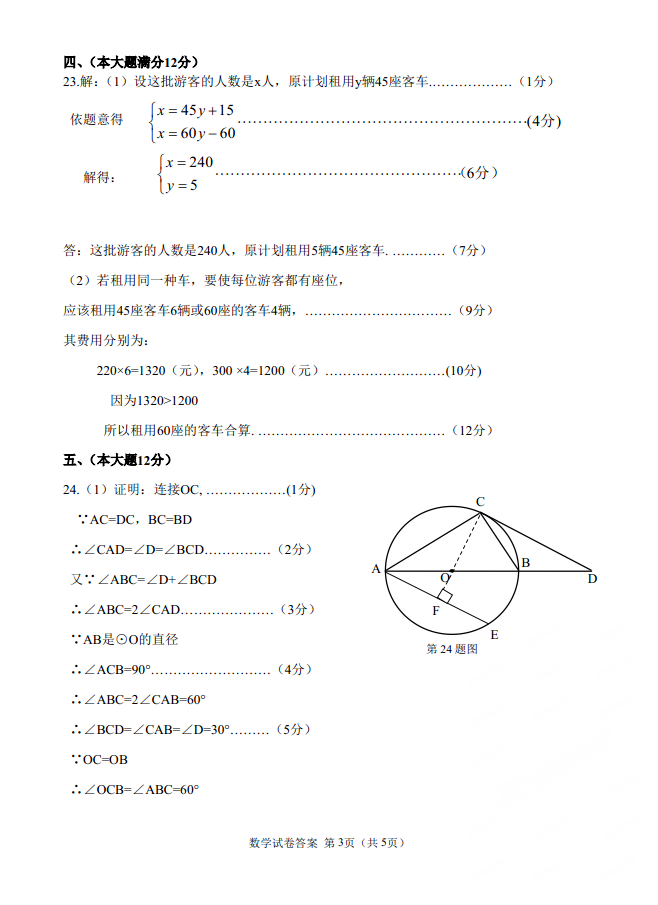 四、（本大题满分12分）
23.解：（1）设这批游客的人数是x人，原计划租用y辆45座客车.………………（1分）
依题意得 { x = 45y + 15
x = 60y − 60 ……………………………………………………(4分)
解得： { x = 240
y = 5 ……………………………………………（6分）
答：这批游客的人数是240人，原计划租用5辆45座客车. …………（7分）
（2）若租用同一种车，要使每位游客都有座位，
应该租用45座客车6辆或60座的客车4辆，……………………………（9分）
其费用分别为：
220×6=1320（元），300 ×4=1200（元）………………………(10分)
因为1320>1200
所以租用60座的客车合算. ……………………………………（12分）
五、（本大题12分）
24.（1）证明：连接OC, ………………(1分)
∵AC=DC，BC=BD
∴∠CAD=∠D=∠BCD……………（2分）
又∵∠ABC=∠D+∠BCD
∴∠ABC=2∠CAD…………………（3分）
∵AB是⊙O的直径
∴∠ACB=90°………………………（4分）
∴∠ABC=2∠CAB=60°
∴∠BCD=∠CAB=∠D=30°………（5分）
∵OC=OB
∴∠OCB=∠ABC=60°
C
A
O
B
D
F
E
第 24 题图
数学试卷答案 第 3页（共 5页）